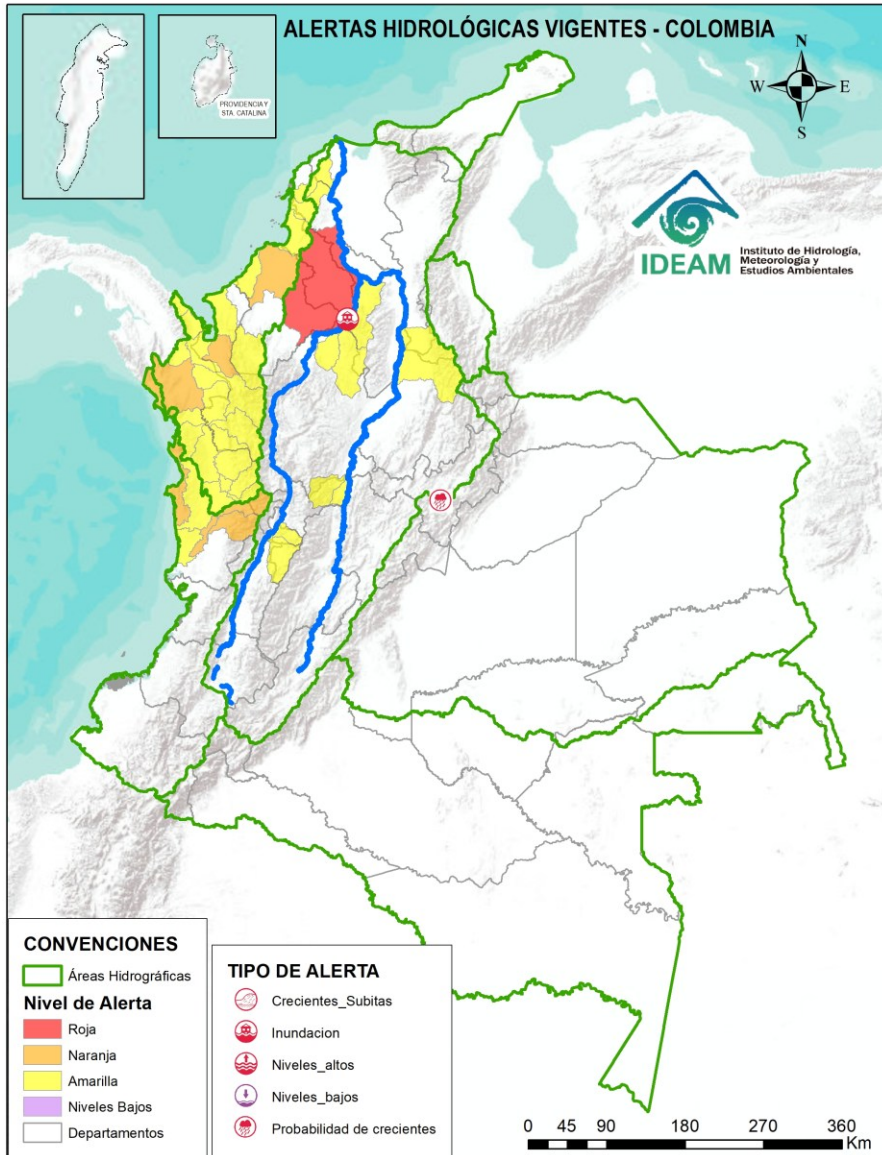 ALERTAS HIDROLÓGICAS VIGENTES - COLOMBIA
PROVIDENCIA Y
STA. CATALINA
N
W
E
S
IDEAM
Instituto de Hidrología,
Meteorología y
Estudios Ambientales
CONVENCIONES
Áreas Hidrográficas
Nivel de Alerta
Roja
Naranja
Amarilla
Niveles Bajos
Departamentos
TIPO DE ALERTA
Crecientes_Subitas
Inundacion
Niveles_altos
Niveles_bajos
Probabilidad de crecientes
0 45 90 180 270 360
Km